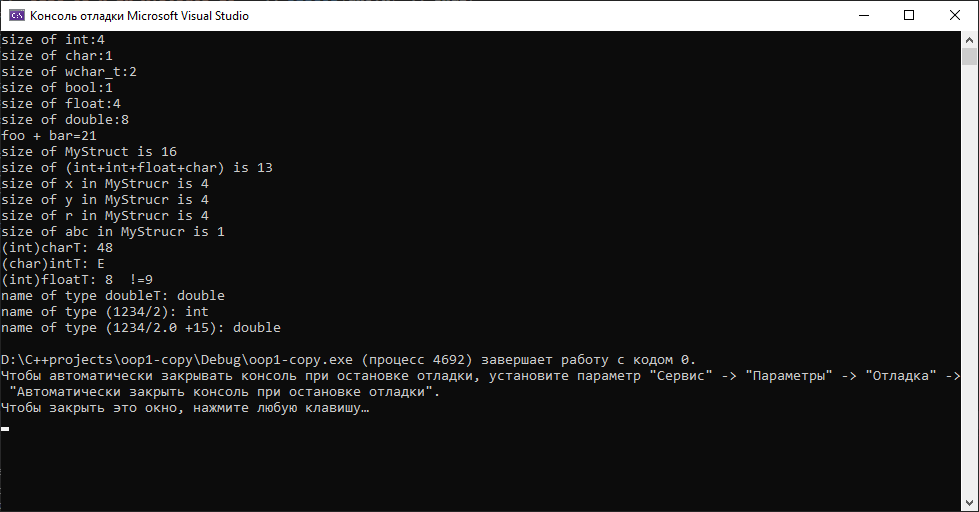 Консоль отладки Microsoft Visual Studio
size of int:4
size of char:1
size of wchar_t:2
size of bool:1
size of float:4
size of double:8
foo + bar=21
size of MyStruct is 16
size of (int+int+float+char) is 13
size of x in MyStrucr is 4
size of y in MyStrucr is 4
size of r in MyStrucr is 4
size of abc in MyStrucr is 1
(int)charT: 48
(char)intT: E
(int)floatT: 8  !=9
name of type doubleT: double
name of type (1234/2): int
name of type (1234/2.0 +15): double
D:\C++projects\oop1-copy\Debug\oop1-copy.exe (процесс 4692) завершает работу с кодом 0.
Чтобы автоматически закрывать консоль при остановке отладки, установите параметр "Сервис" -> "Параметры" -> "Отладка" ->
"Автоматически закрыть консоль при остановке отладки".
Чтобы закрыть это окно, нажмите любую клавишу…